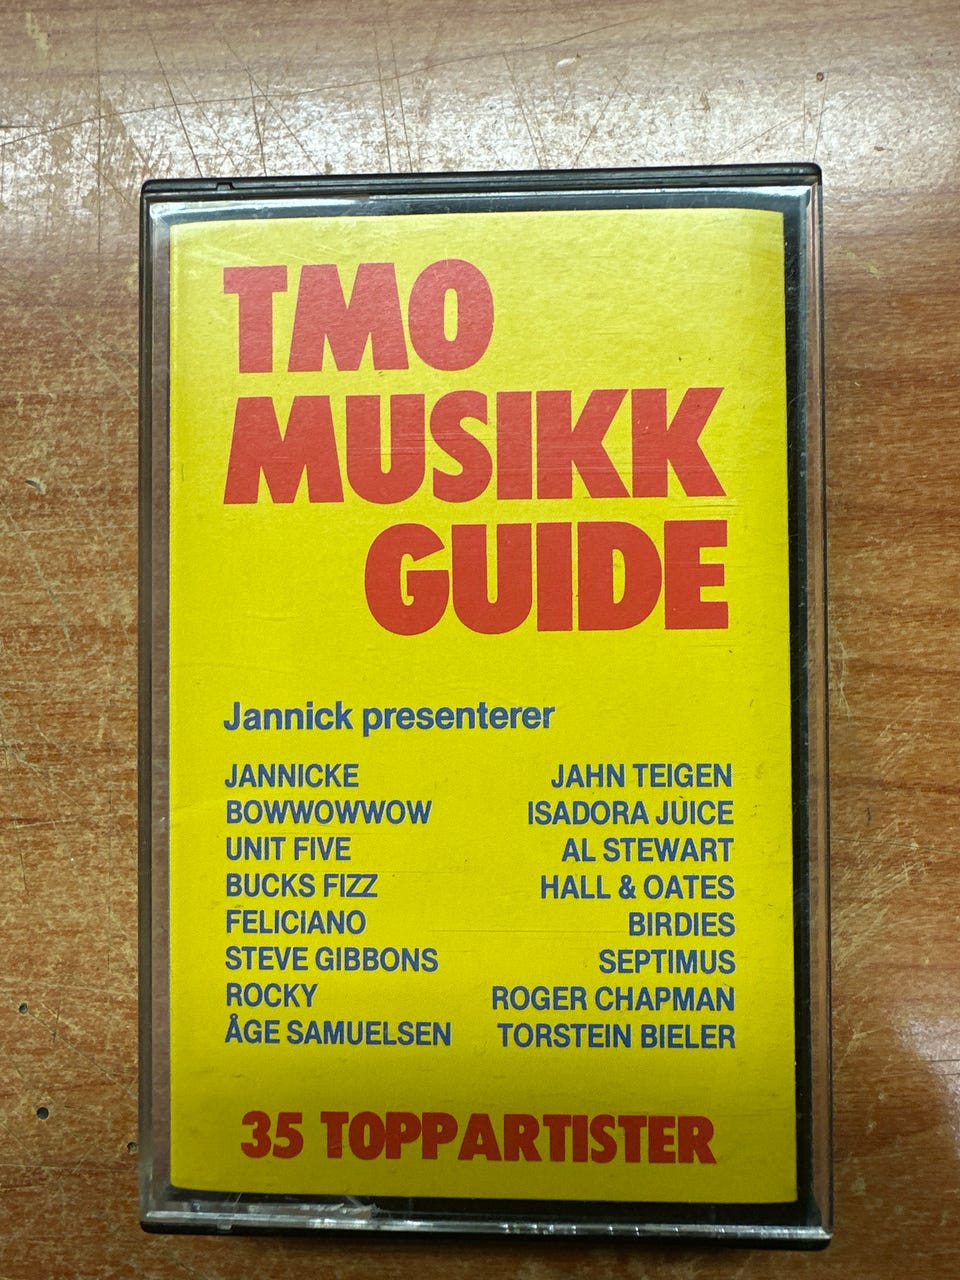 TMO
MUSIKK
GUIDE
Jannick presenterer
JANNICKE
BOWWOWWOW
UNIT FIVE
BUCKS FIZZ
FELICIANO
STEVE GIBBONS
ROCKY
ÅGE SAMUELSEN
JAHN TEIGEN
ISADORA JUICE
AL STEWART
HALL & OATES
BIRDIES
SEPTIMUS
ROGER CHAPMAN
TORSTEIN BIELER
35 TOPPARTISTER